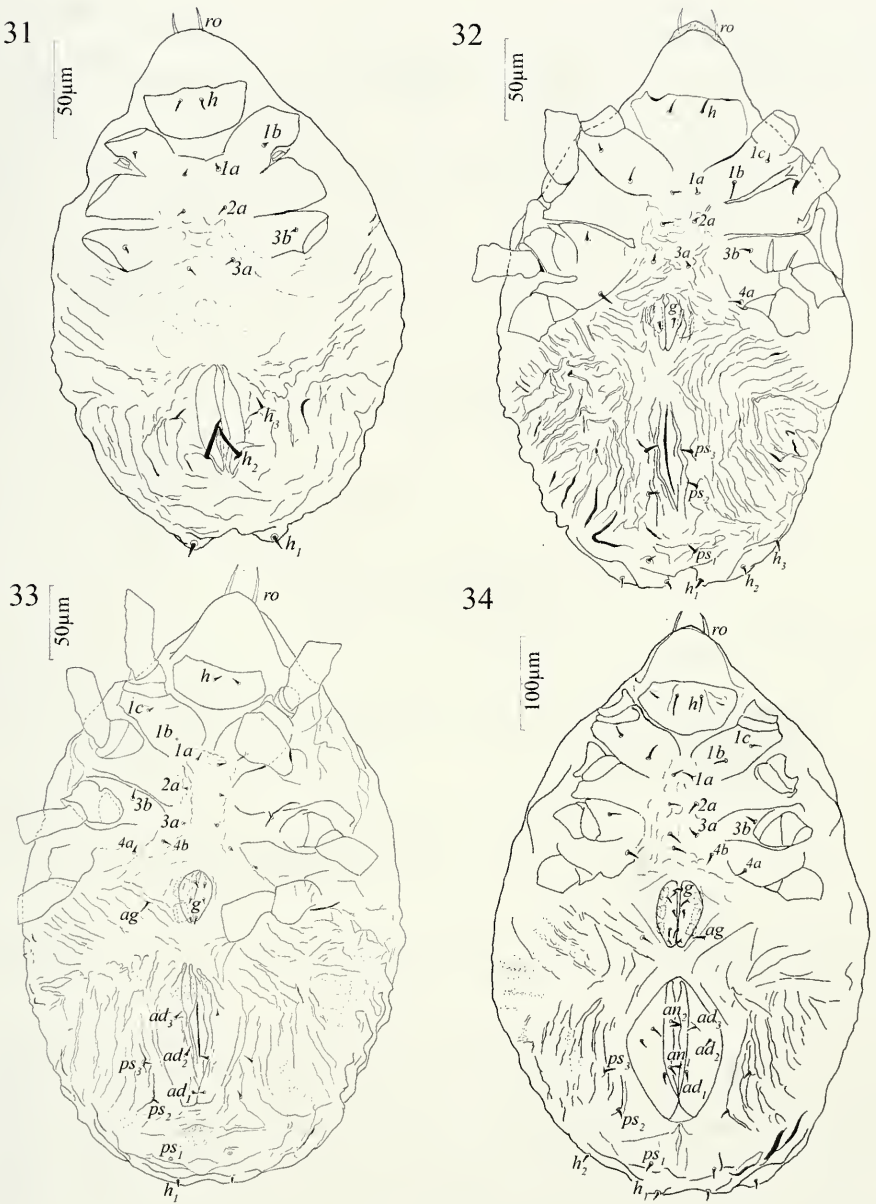 31
50µm
ro
h
1b
1a
2a
3b
3a
h3
h2
h1
32
50µm
ro
h
1c
1a
1b
2a
3a
3b
g
4a
ps3
ps2
ps1
h3
h2
h1
33
50µm
ro
h
1c
1b
1a
2a
3b
3a
4a
4b
g
ag
ad3
ps3
ad2
ps2
ad1
ps1
h1
34
100µm
ro
h
1c
1b
1a
2a
3a
3b
4b
4a
g
ag
an2
ad3
ad2
ps3
an
ad1
ps2
ps1
h2
h1